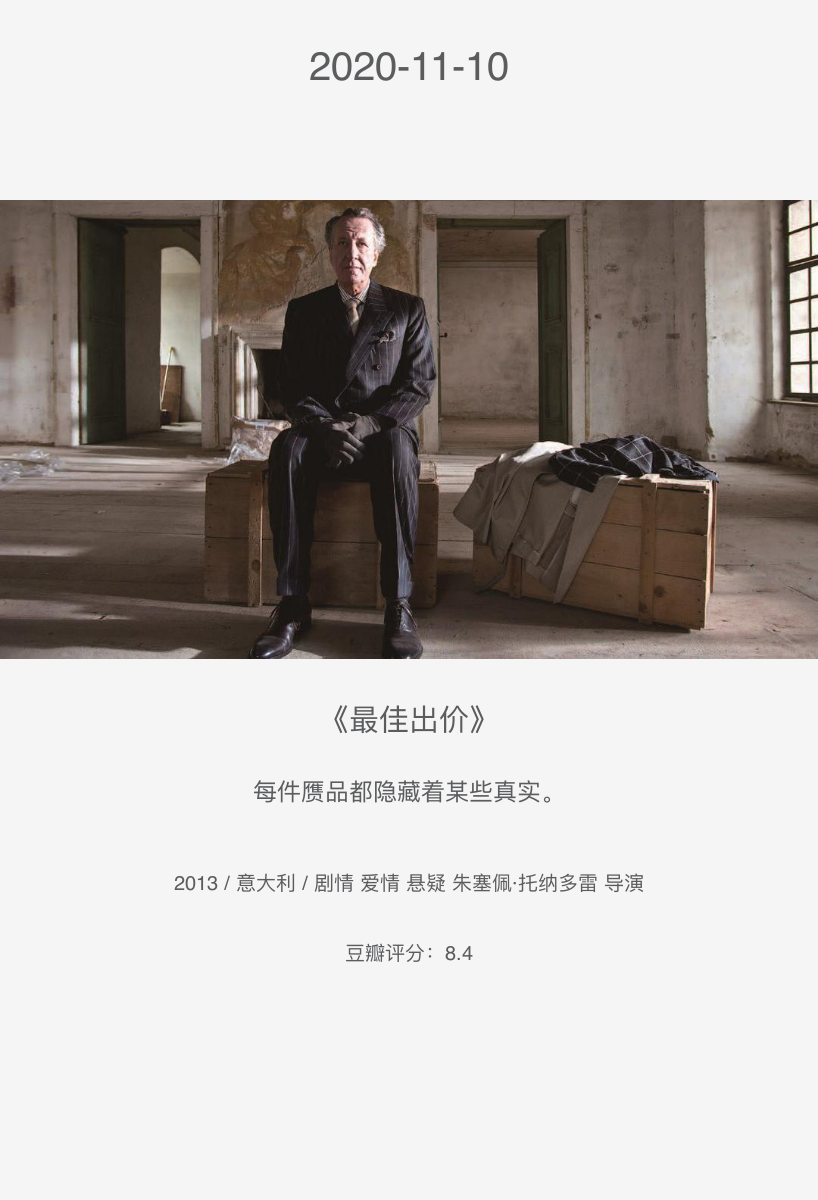 2020-11-10
《最佳出价》
每件赝品都隐藏着某些真实。
2013 / 意大利 / 剧情 爱情 悬疑 朱塞佩·托纳多雷 导演
豆瓣评分：8.4